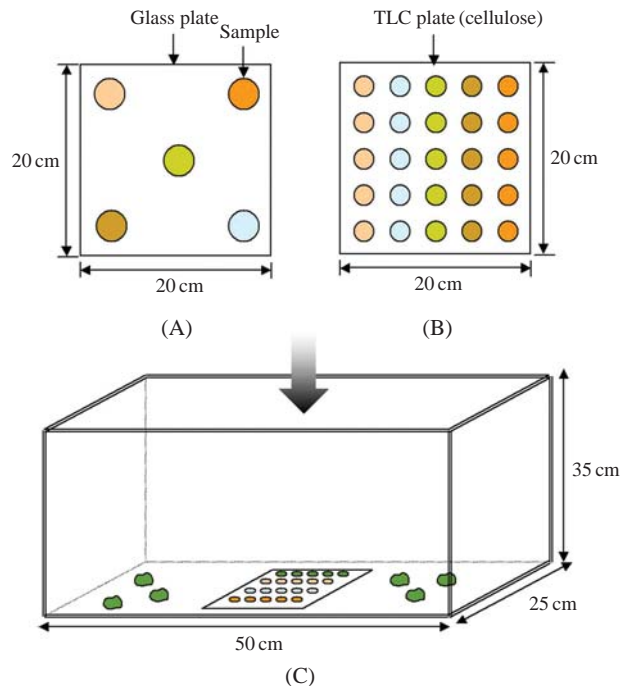 Glass plate
Sample
TLC plate (cellulose)
20 cm
20 cm
20 cm
20 cm
(A)
(B)
35 cm
25 cm
50 cm
(C)